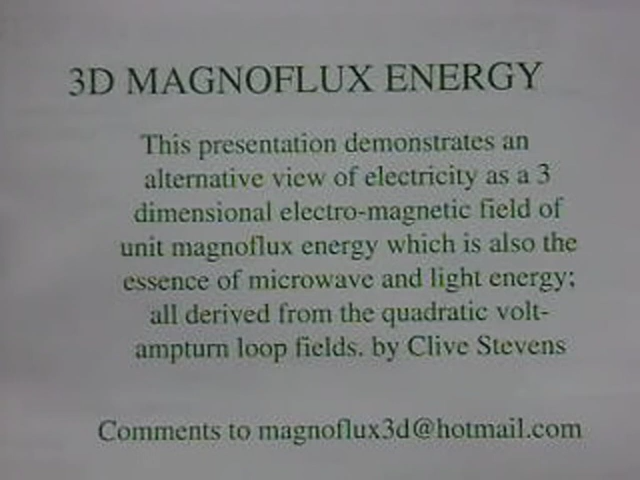 3D MAGNOFLUX ENERGY
This presentation demonstrates an
alternative view of electricity as a 3
dimensional electro-magnetic field of
unit magnoflux energy which is also the
essence of microwave and light energy;
all derived from the quadratic volt-
ampturn loop fields. by Clive Stevens
Comments to magnoflux3d@hotmail.com